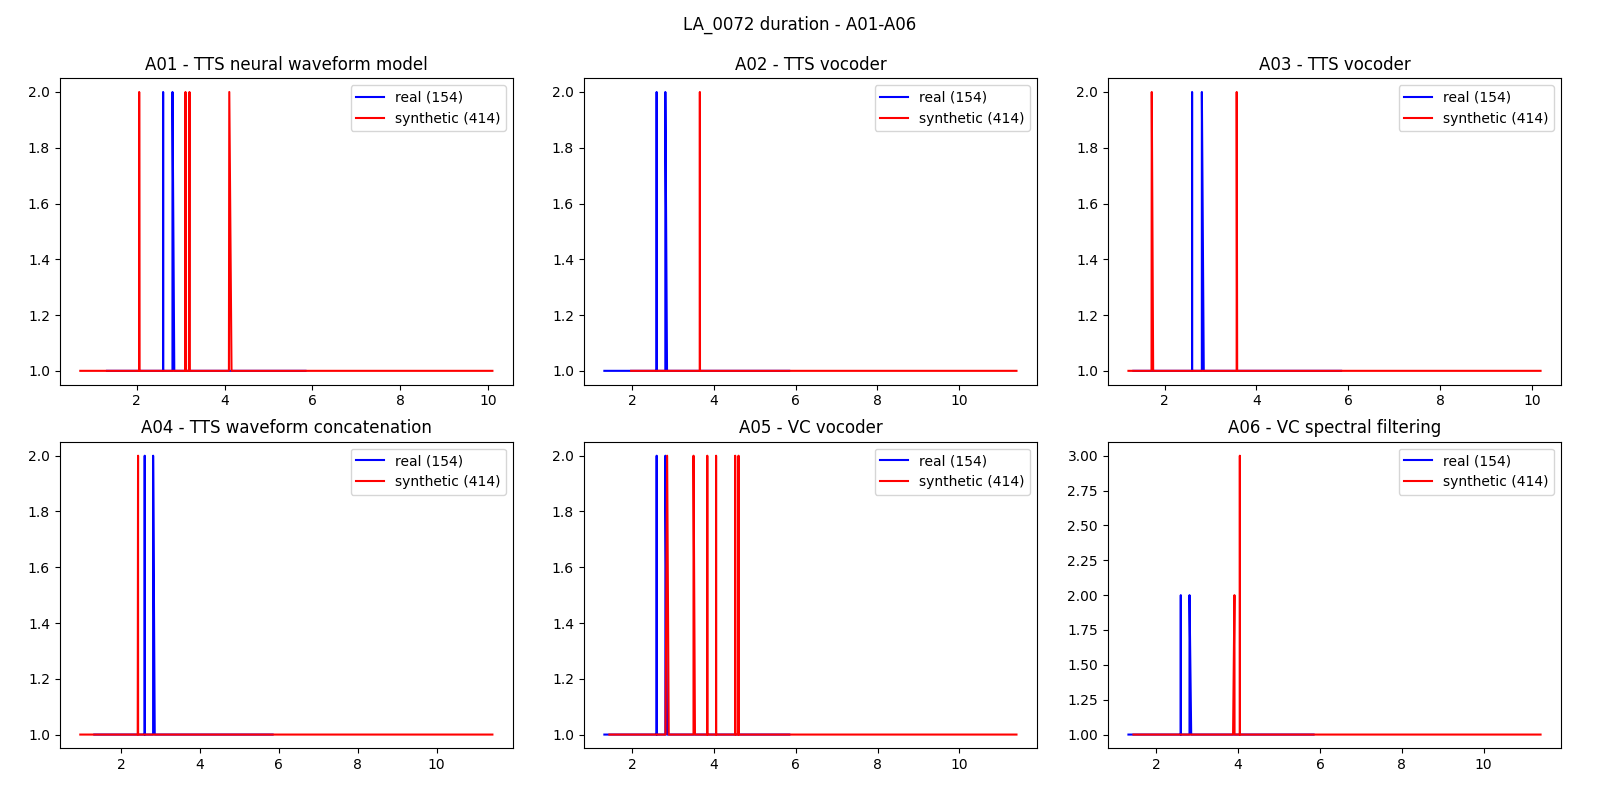 LA_0072 duration - A01-A06
A01 - TTS neural waveform model
2.0
1.8
1.6
1.4
1.2
1.0
2 4 6 8 10
real (154)
synthetic (414)
A02 - TTS vocoder
2.0
1.8
1.6
1.4
1.2
1.0
2 4 6 8 10
real (154)
synthetic (414)
A03 - TTS vocoder
2.0
1.8
1.6
1.4
1.2
1.0
2 4 6 8 10
real (154)
synthetic (414)
A04 - TTS waveform concatenation
2.0
1.8
1.6
1.4
1.2
1.0
2 4 6 8 10
real (154)
synthetic (414)
A05 - VC vocoder
2.0
1.8
1.6
1.4
1.2
1.0
2 4 6 8 10
real (154)
synthetic (414)
A06 - VC spectral filtering
3.00
2.75
2.50
2.25
2.00
1.75
1.50
1.25
1.00
2 4 6 8 10
real (154)
synthetic (414)